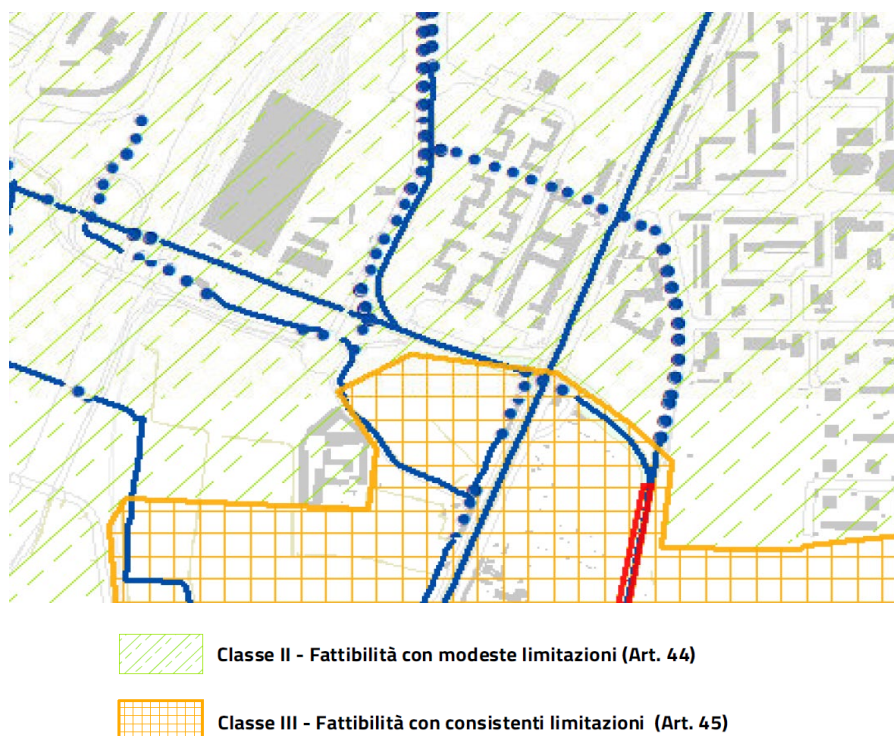 Classe II - Fattibilità con modeste limitazioni (Art. 44)
Classe III - Fattibilità con consistenti limitazioni (Art. 45)